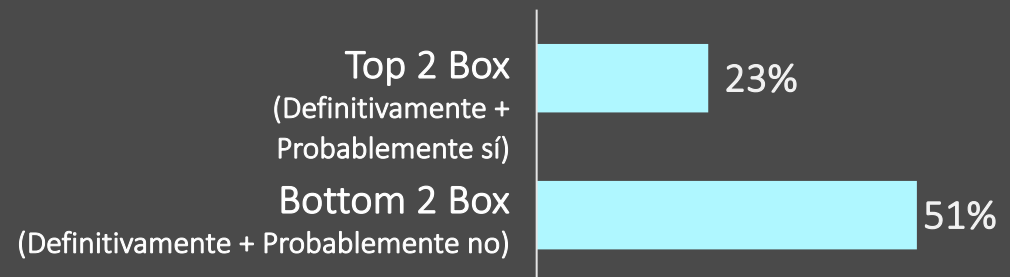 Top 2 Box
23%
(Definitivamente +
Probablemente sí)
Bottom 2 Box
51%
(Definitivamente + Probablemente no)